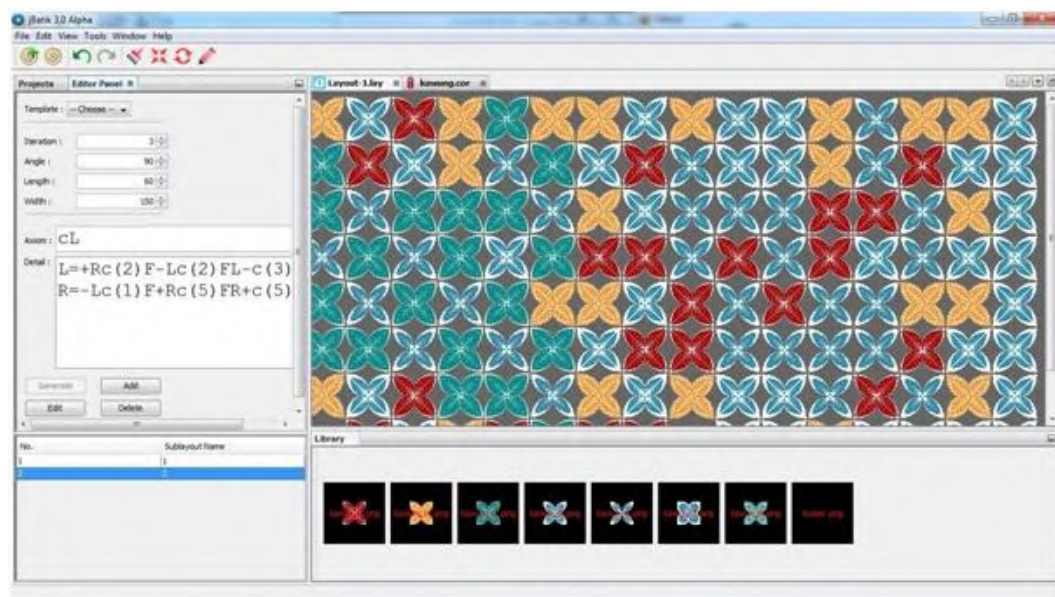 jBatik 3.0 Alpha
File Edit View Tools Window Help
Projects Editor Panel
Layout-1.lay kawung.cor
Template : -- Choose --
Iteration : 3
Angle : 90
Length : 60
Width : 150
Axiom : cL
Detail : L=+Rc(2)F-Lc(2)FL-c(3)
R=-Lc(1)F+Rc(5)FR+c(5)
Generate Add
Edit Delete
No. Sublayout Name
1 1
2 2
Library